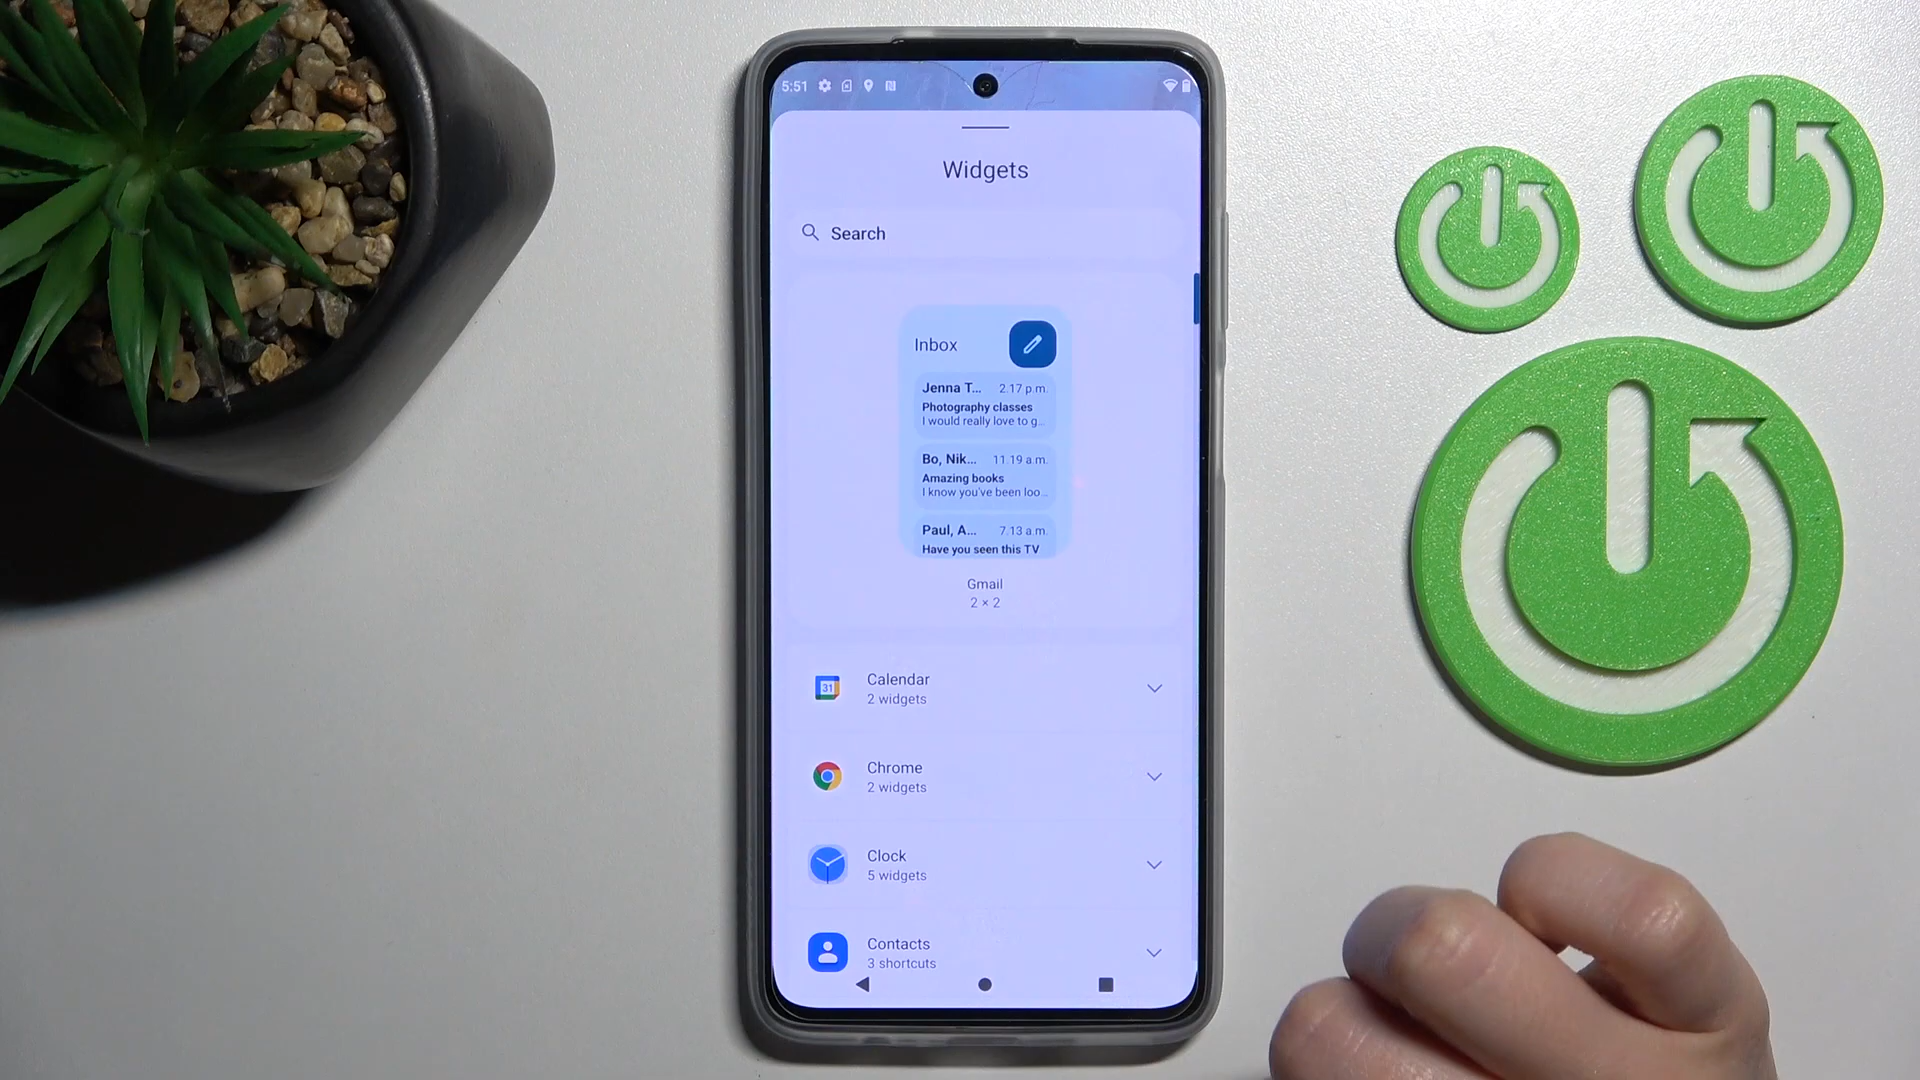 5:51
Widgets
Search
Inbox
Jenna T... 2.17 p.m.
Photography classes
I would really love to g...
Bo, Nik... 11.19 a.m.
Amazing books
I know you've been loo...
Paul, A... 7.13 a.m.
Have you seen this TV
Gmail
2 × 2
31
Calendar
2 widgets
Chrome
2 widgets
Clock
5 widgets
Contacts
3 shortcuts